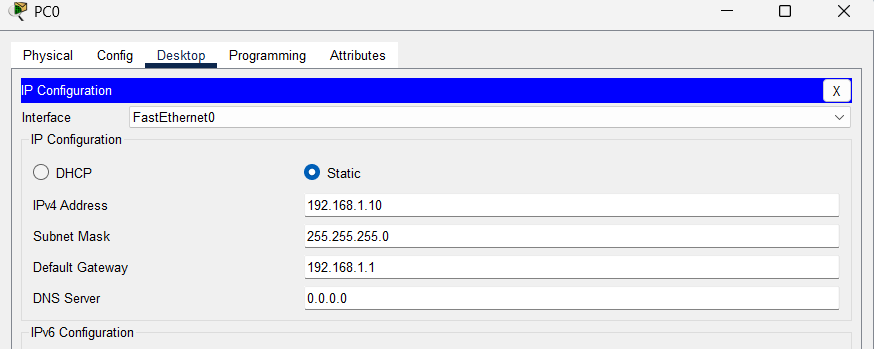 PC0
Physical Config Desktop Programming Attributes
IP Configuration X
Interface FastEthernet0
IP Configuration
DHCP Static
IPv4 Address 192.168.1.10
Subnet Mask 255.255.255.0
Default Gateway 192.168.1.1
DNS Server 0.0.0.0
IPv6 Configuration